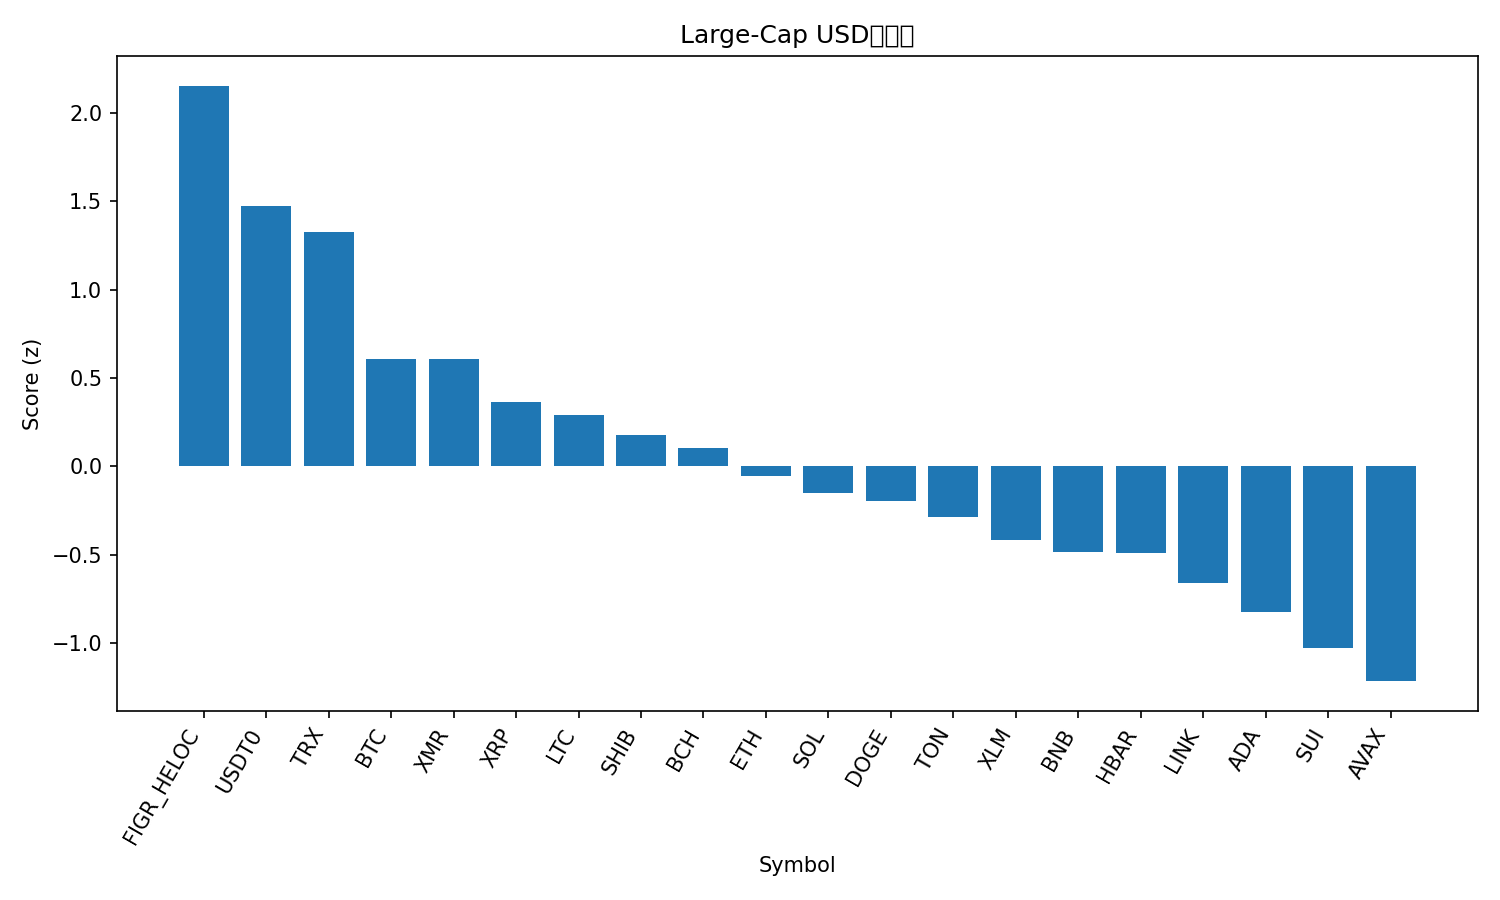 Large-Cap USD
Score (z)
2.0
1.5
1.0
0.5
0.0
−0.5
−1.0
FIGR_HELOC
USDT0
TRX
BTC
XMR
XRP
LTC
SHIB
BCH
ETH
SOL
DOGE
TON
XLM
BNB
HBAR
LINK
ADA
SUI
AVAX
Symbol